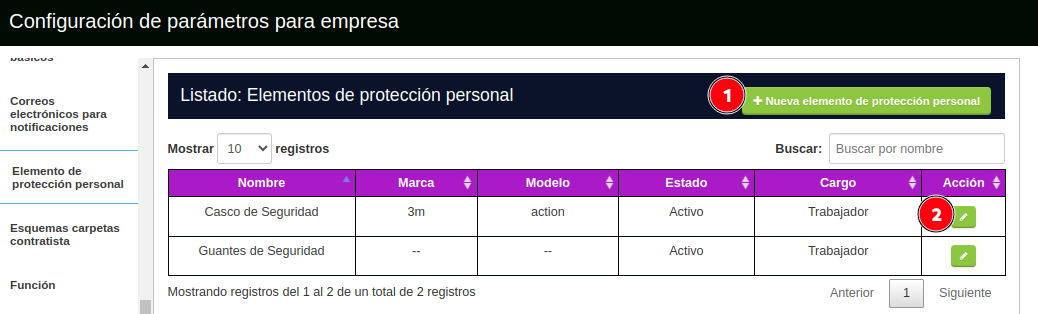 Configuración de parámetros para empresa
básicos
Correos
electrónicos para
notificaciones
Elemento de
protección personal
Esquemas carpetas
contratista
Función
Listado: Elementos de protección personal
1
Nueva elemento de protección personal
Mostrar 10 registros
Buscar: Buscar por nombre
Nombre Marca Modelo Estado Cargo Acción
Casco de Seguridad 3m action Activo Trabajador 2
Guantes de Seguridad -- -- Activo Trabajador
Mostrando registros del 1 al 2 de un total de 2 registros
Anterior 1 Siguiente